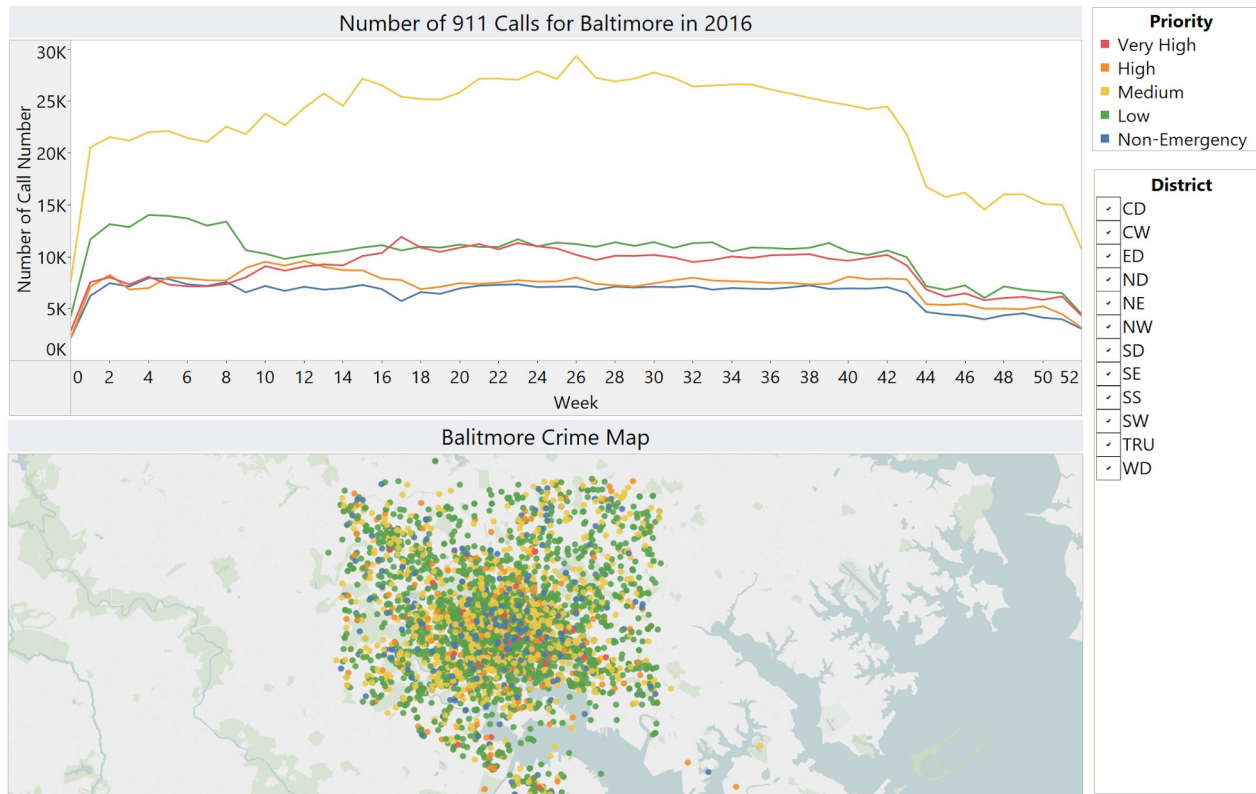 Number of 911 Calls for Baltimore in 2016
Number of Call Number
30K
25K
20K
15K
10K
5K
0K
0 2 4 6 8 10 12 14 16 18 20 22 24 26 28 30 32 34 36 38 40 42 44 46 48 50 52
Week
Priority
Very High
High
Medium
Low
Non-Emergency
Balitmore Crime Map
District
CD
CW
ED
ND
NE
NW
SD
SE
SS
SW
TRU
WD